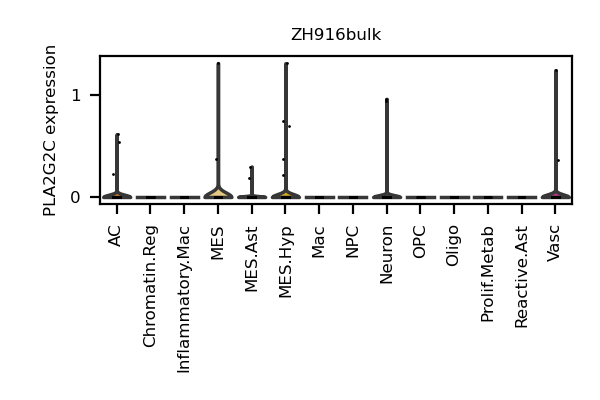 ZH916bulk
PLA2G2C expression
1
0
AC
Chromatin.Reg
Inflammatory.Mac
MES
MES.Ast
MES.Hyp
Mac
NPC
Neuron
OPC
Oligo
Prolif.Metab
Reactive.Ast
Vasc